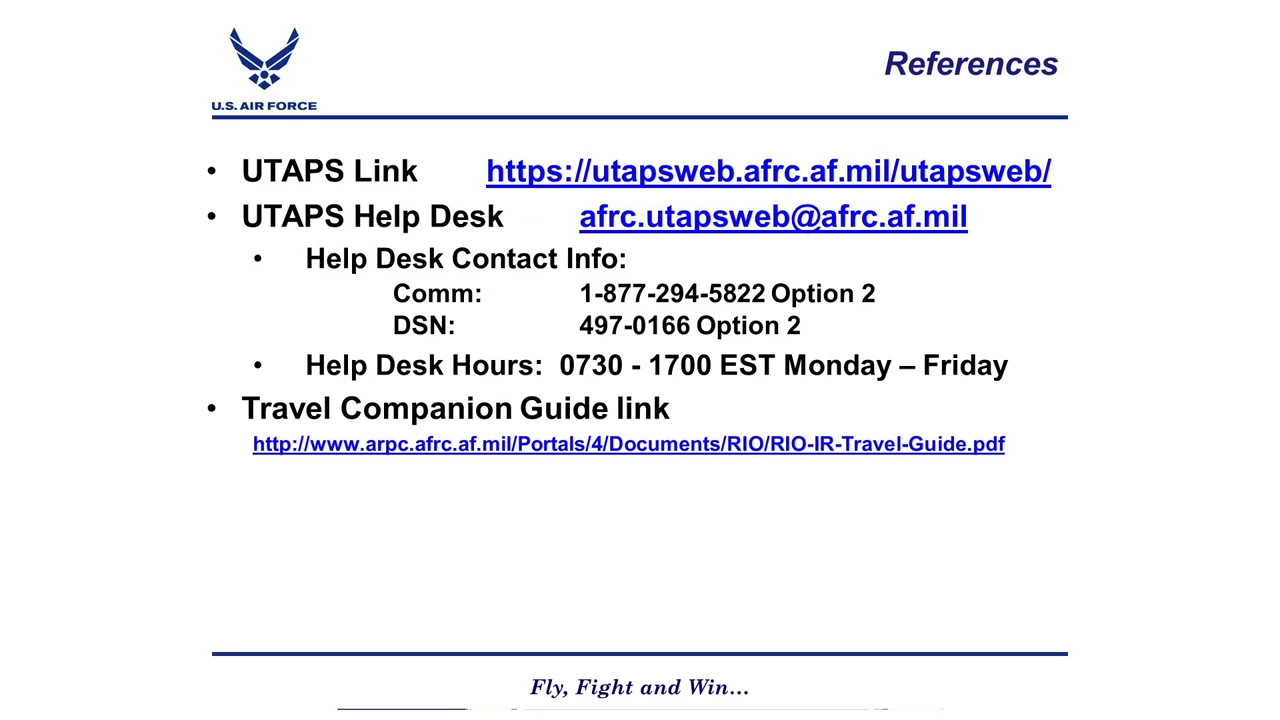 U.S. AIR FORCE
References
• UTAPS Link https://utapsweb.afrc.af.mil/utapsweb/
• UTAPS Help Desk afrc.utapsweb@afrc.af.mil
• Help Desk Contact Info:
Comm: 1-877-294-5822 Option 2
DSN: 497-0166 Option 2
• Help Desk Hours: 0730 - 1700 EST Monday – Friday
• Travel Companion Guide link
http://www.arpc.afrc.af.mil/Portals/4/Documents/RIO/RIO-IR-Travel-Guide.pdf
Fly, Fight and Win...